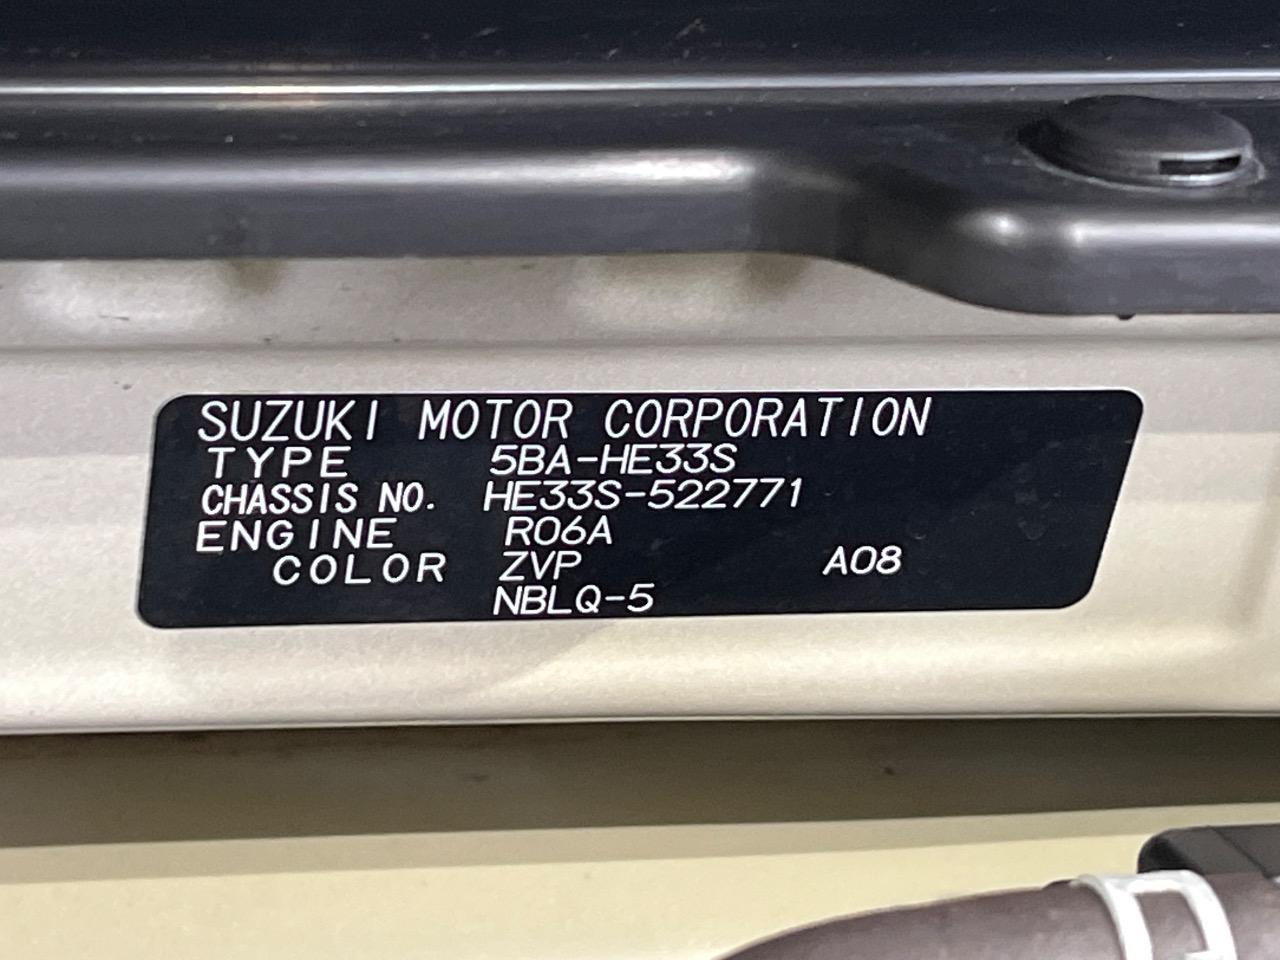 SUZUKI MOTOR CORPORATION
TYPE 5BA-HE33S
CHASSIS NO. HE33S-522771
ENGINE R06A
COLOR ZVP A08
NBLQ-5